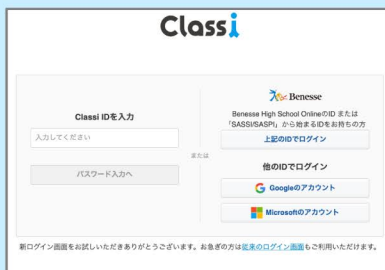 Classi
Classi IDを入力
入力してください
パスワード入力へ
または
Benesse
Benesse High School OnlineのID または
「SASSI/SASPI」から始まるIDをお持ちの方
上記のIDでログイン
他のIDでログイン
Googleのアカウント
Microsoftのアカウント
新ログイン画面をお試しいただきありがとうございます。お急ぎの方は従来のログイン画面もご利用いただけます。